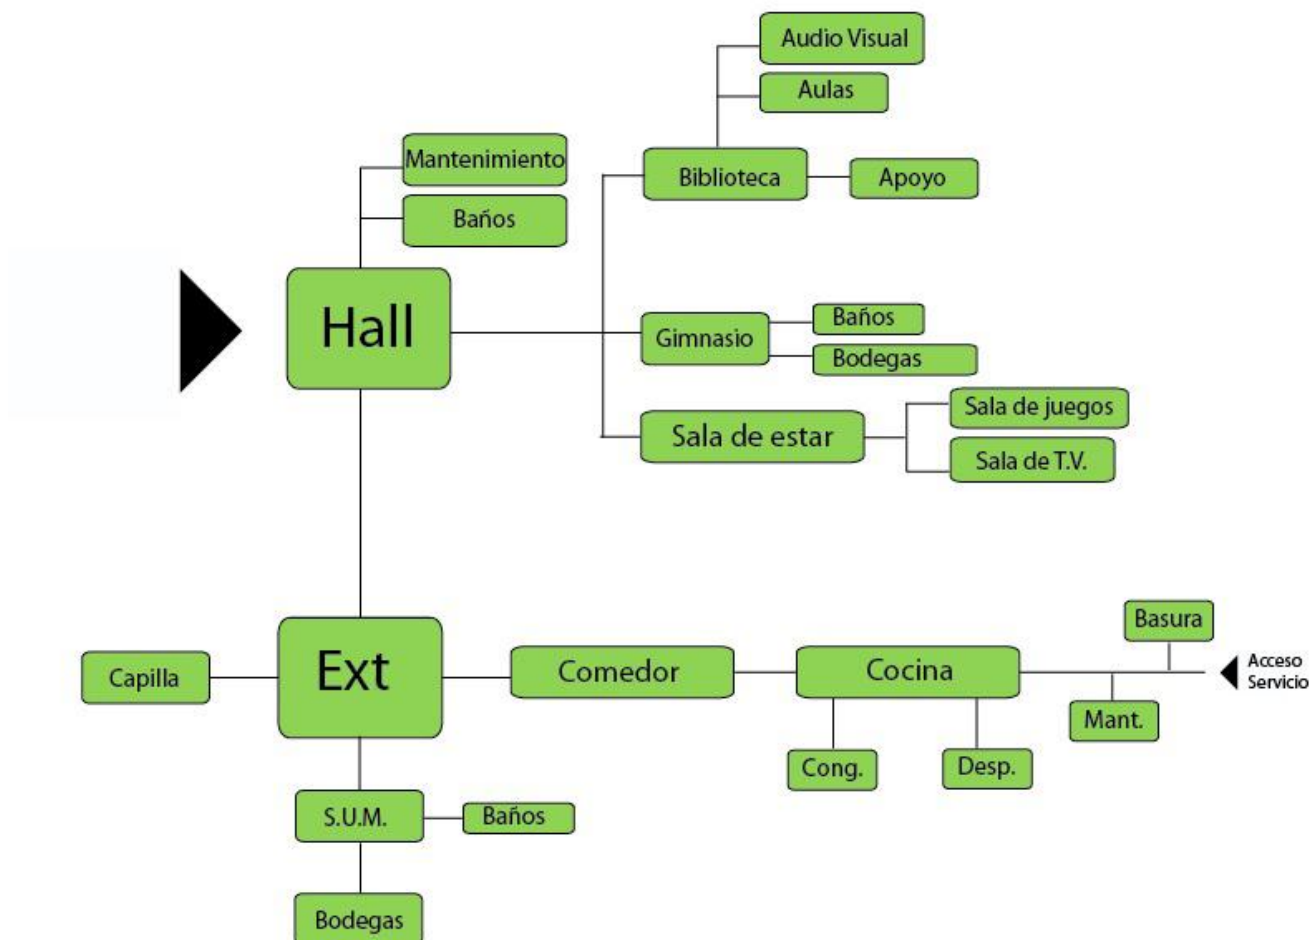 Audio Visual
Aulas
Mantenimiento
Biblioteca
Apoyo
Baños
Hall
Gimnasio
Baños
Bodegas
Sala de juegos
Sala de estar
Sala de T.V.
Basura
Capilla
Ext
Comedor
Cocina
Acceso
Servicio
Mant.
Cong.
Desp.
S.U.M.
Baños
Bodegas